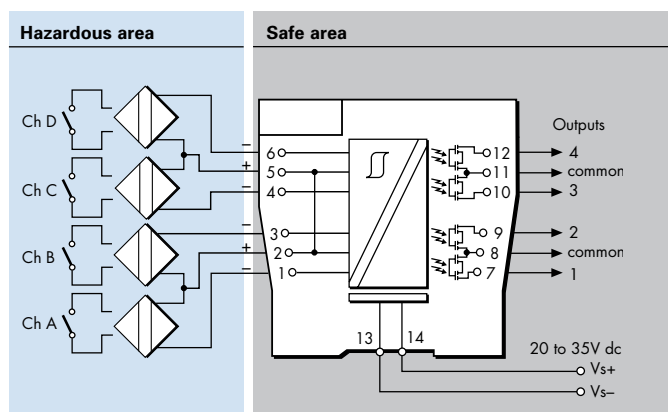 Hazardous area
Safe area
Ch D
Ch C
Ch B
Ch A
–
+
–
–
+
–
6
5
4
3
2
1
12
11
10
9
8
7
Outputs
4
common
3
2
common
1
13 14
20 to 35V dc
Vs+
Vs–